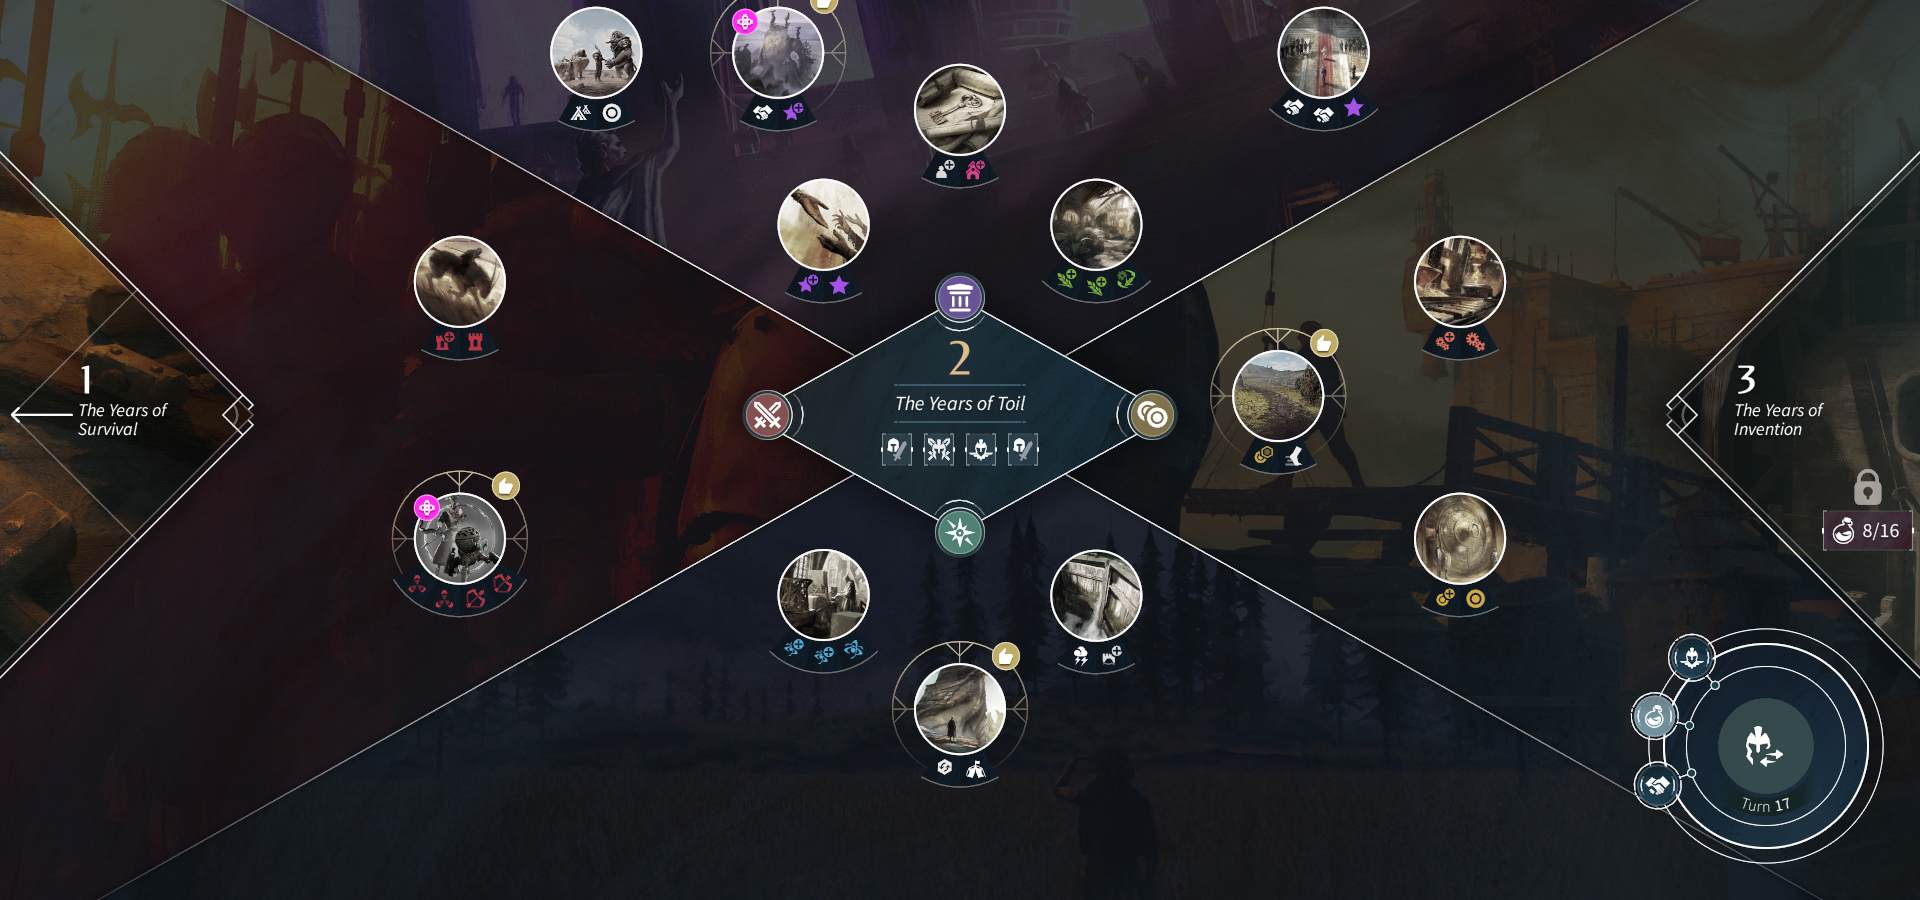 2
The Years of Toil
1
The Years of
Survival
3
The Years of
Invention
8/16
Turn 17